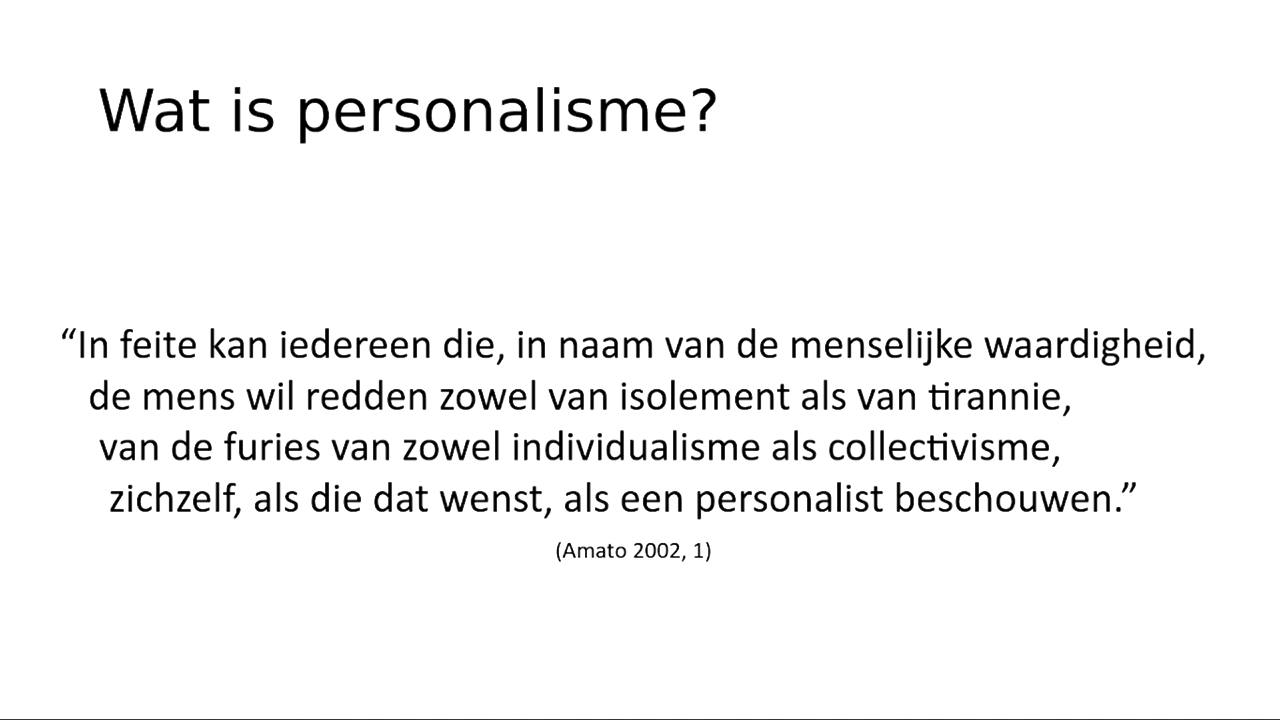 Wat is personalisme?
“In feite kan iedereen die, in naam van de menselijke waardigheid,
de mens wil redden zowel van isolement als van tirannie,
van de furies van zowel individualisme als collectivisme,
zichzelf, als die dat wenst, als een personalist beschouwen.”
(Amato 2002, 1)